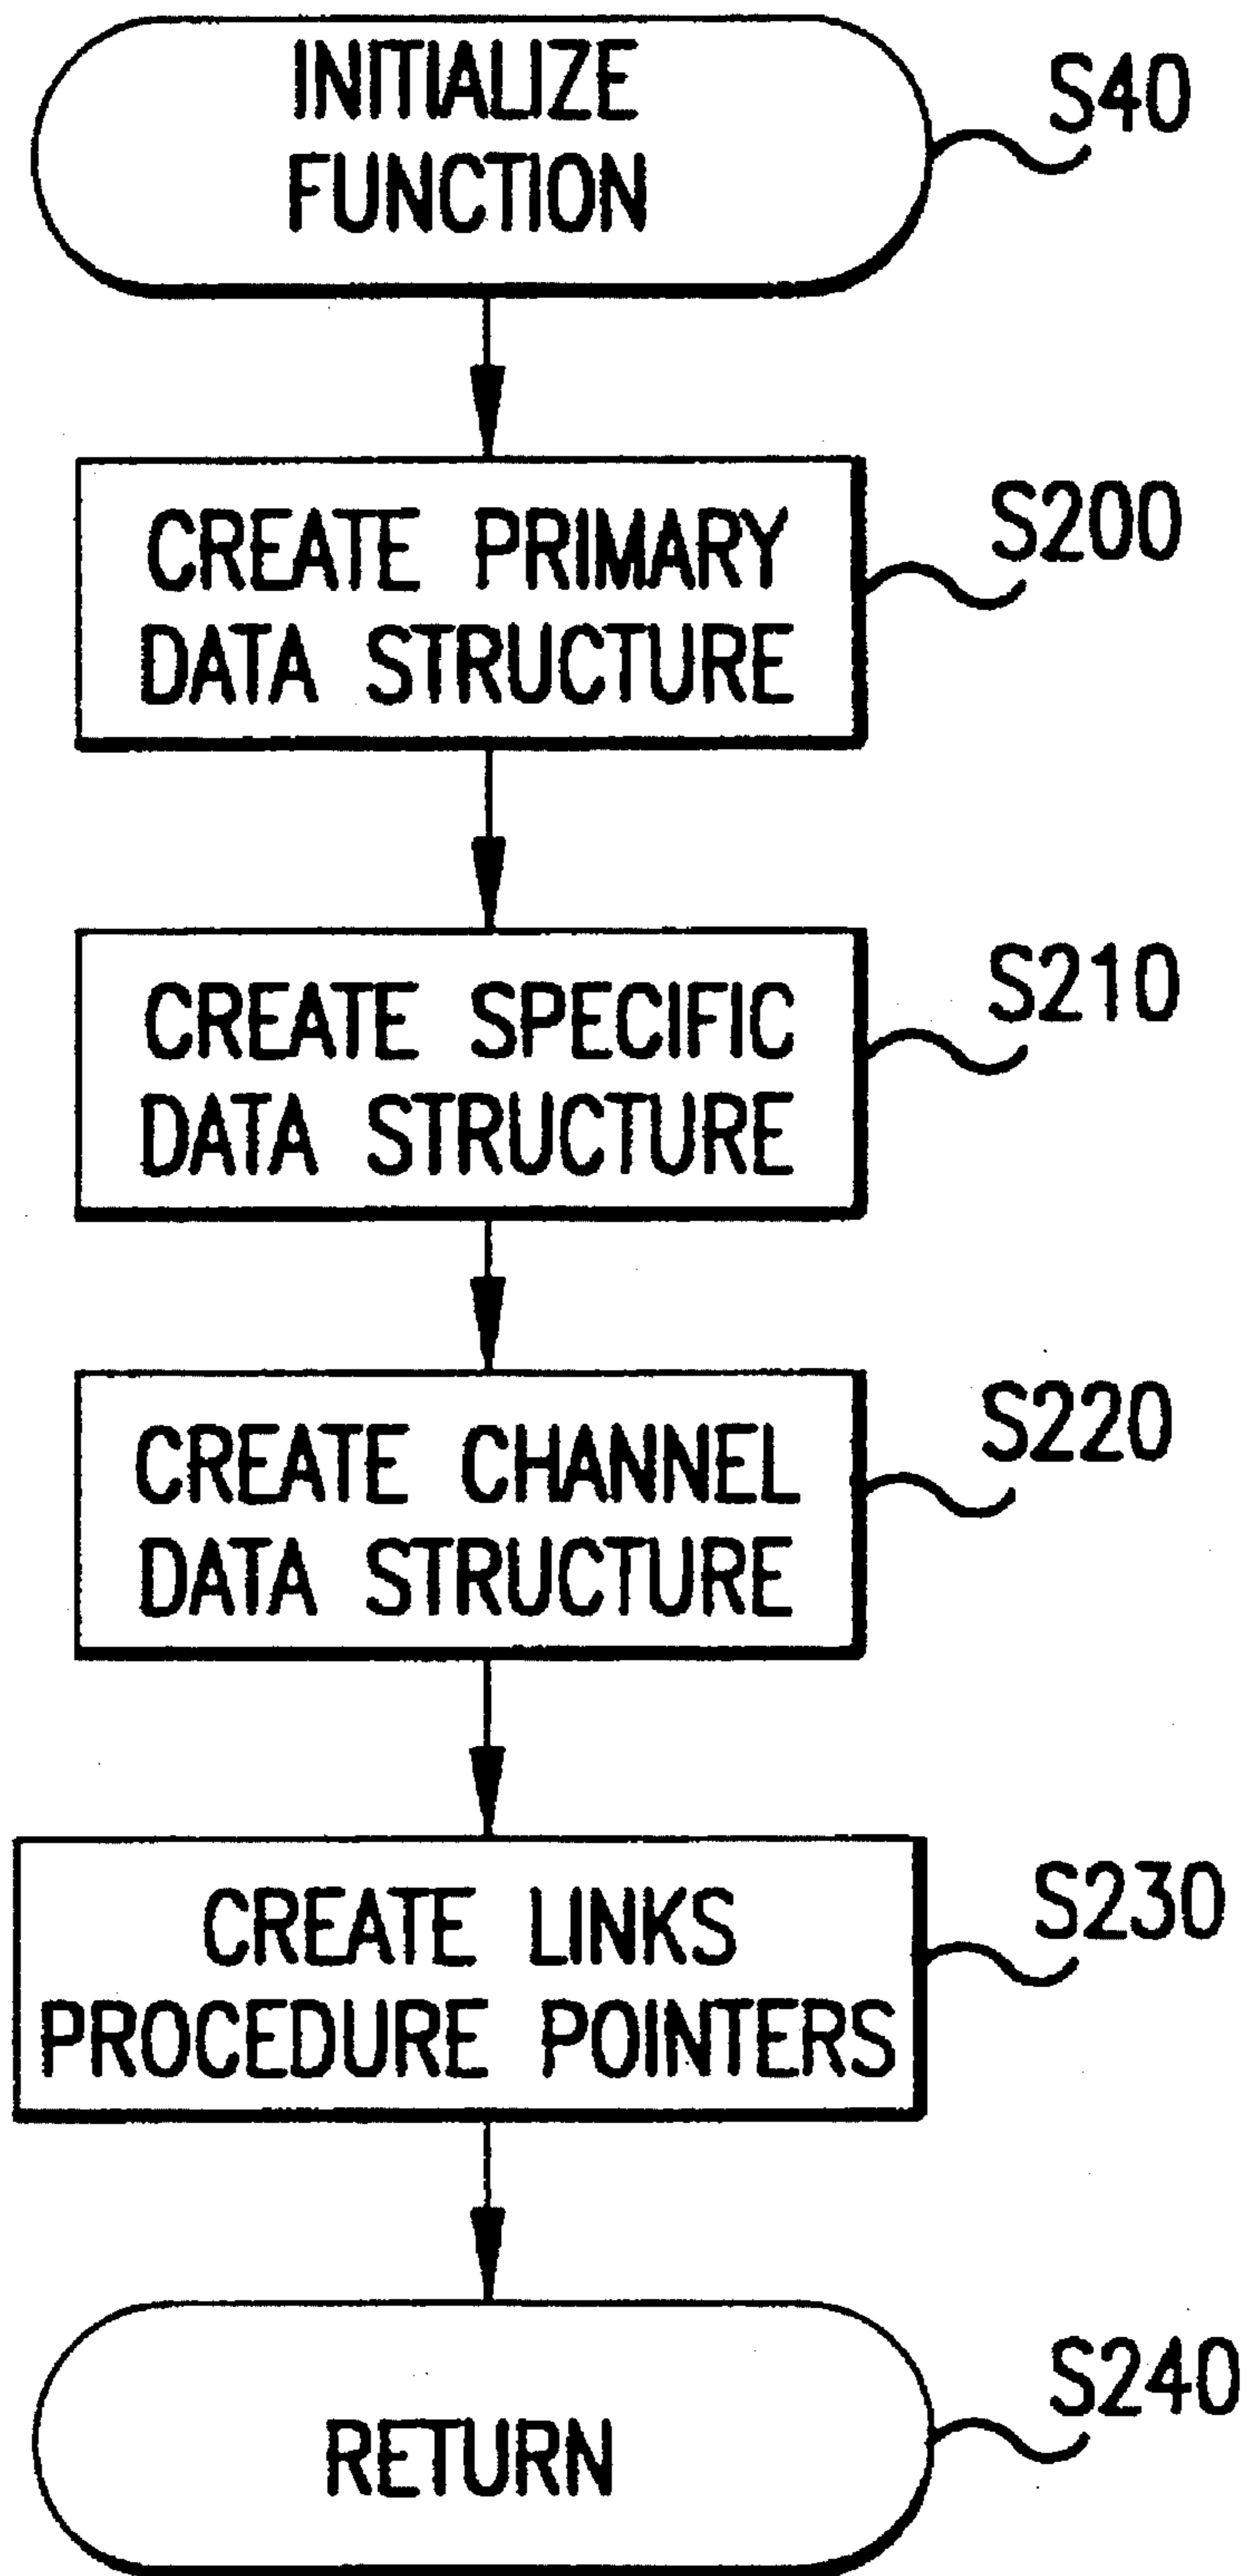 INITIALIZE
FUNCTION
S40
CREATE PRIMARY
DATA STRUCTURE
S200
CREATE SPECIFIC
DATA STRUCTURE
S210
CREATE CHANNEL
DATA STRUCTURE
S220
CREATE LINKS
PROCEDURE POINTERS
S230
RETURN
S240